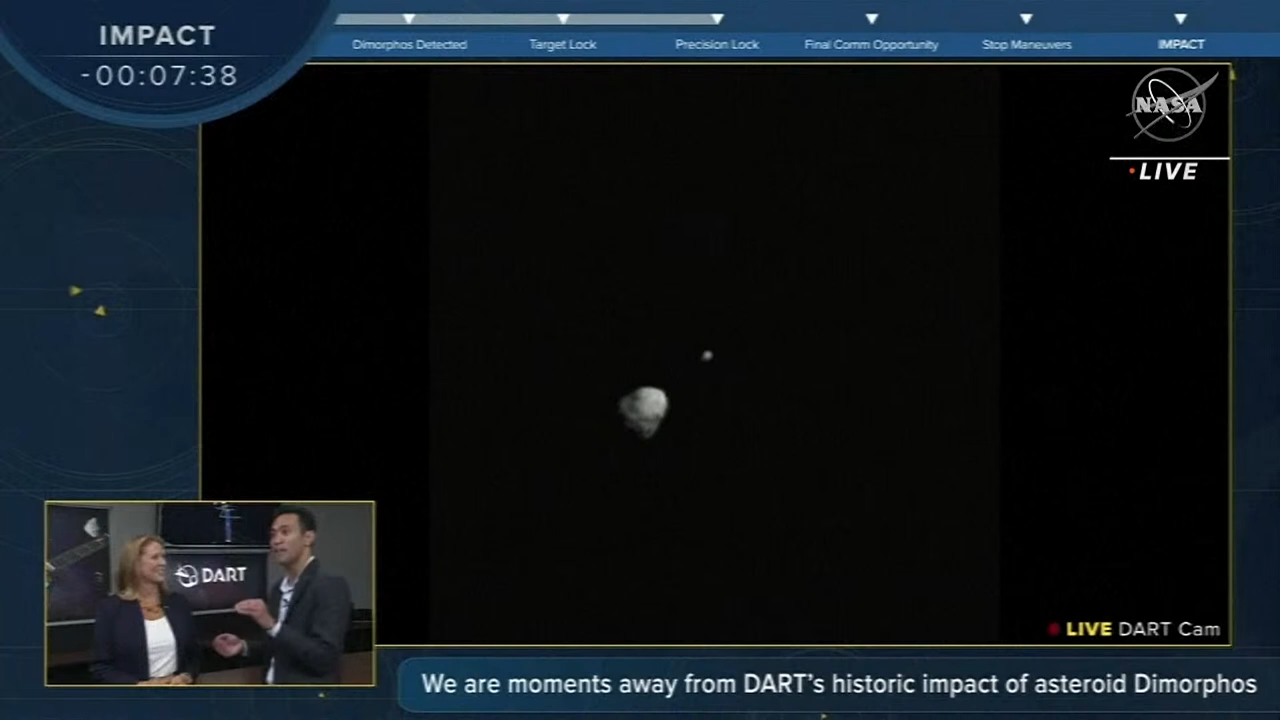 IMPACT
-00:07:38
Dimorphos Detected
Target Lock
Precision Lock
Final Comm Opportunity
Stop Maneuvers
IMPACT
NASA
LIVE
DART
LIVE DART Cam
We are moments away from DART's historic impact of asteroid Dimorphos